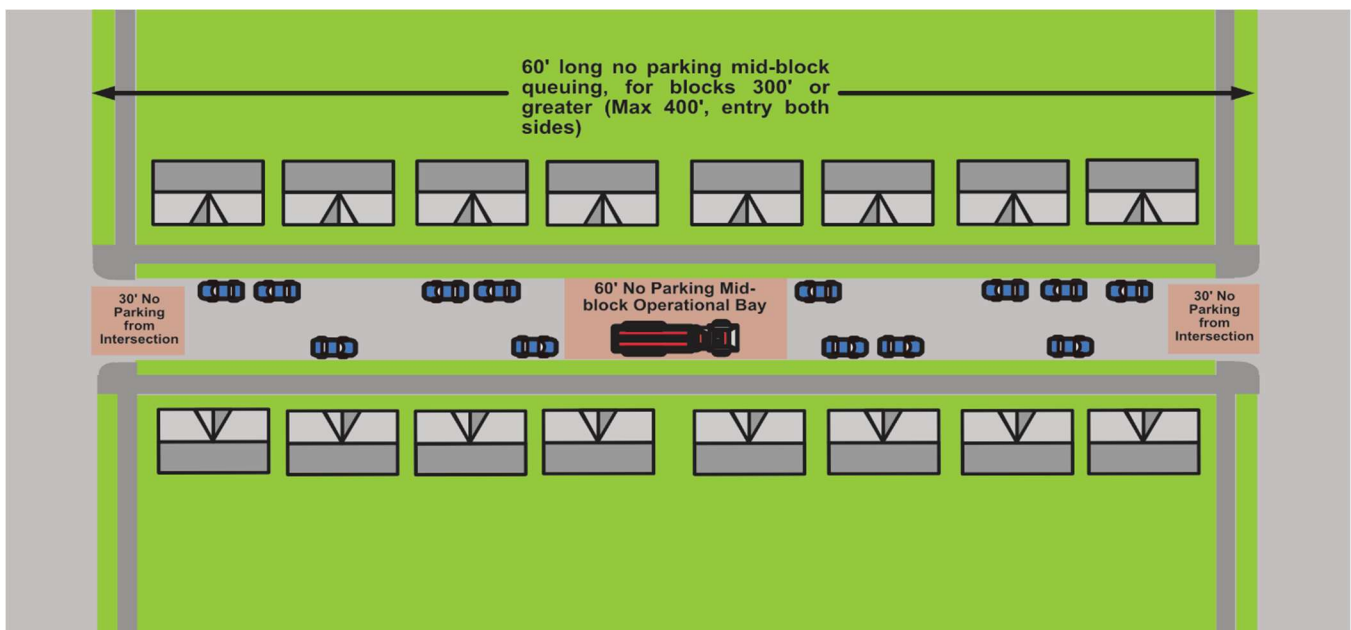 60' long no parking mid-block
queuing, for blocks 300' or
greater (Max 400', entry both
sides)
60' No Parking Mid-
block Operational Bay
30' No
Parking
from
Intersection
30' No
Parking
from
Intersection